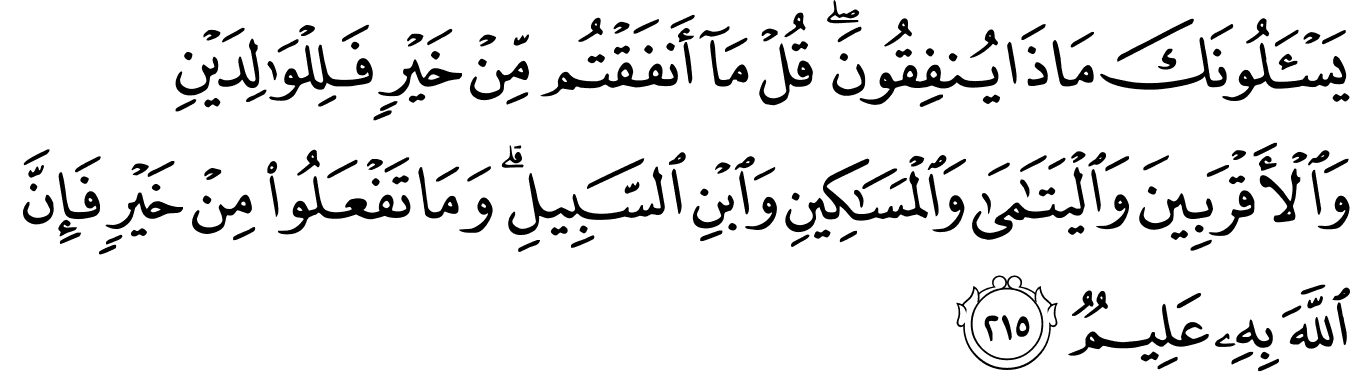 يَسْـَٔلُونَكَ مَاذَا يُنفِقُونَ ۖ قُلْ مَآ أَنفَقْتُم مِّنْ خَيْرٍ فَلِلْوَٰلِدَيْنِ
وَٱلْأَقْرَبِينَ وَٱلْيَتَـٰمَىٰ وَٱلْمَسَـٰكِينِ وَٱبْنِ ٱلسَّبِيلِ ۗ وَمَا تَفْعَلُوا۟ مِنْ خَيْرٍ فَإِنَّ
ٱللَّهَ بِهِۦ عَلِيمٌ ٢١٥